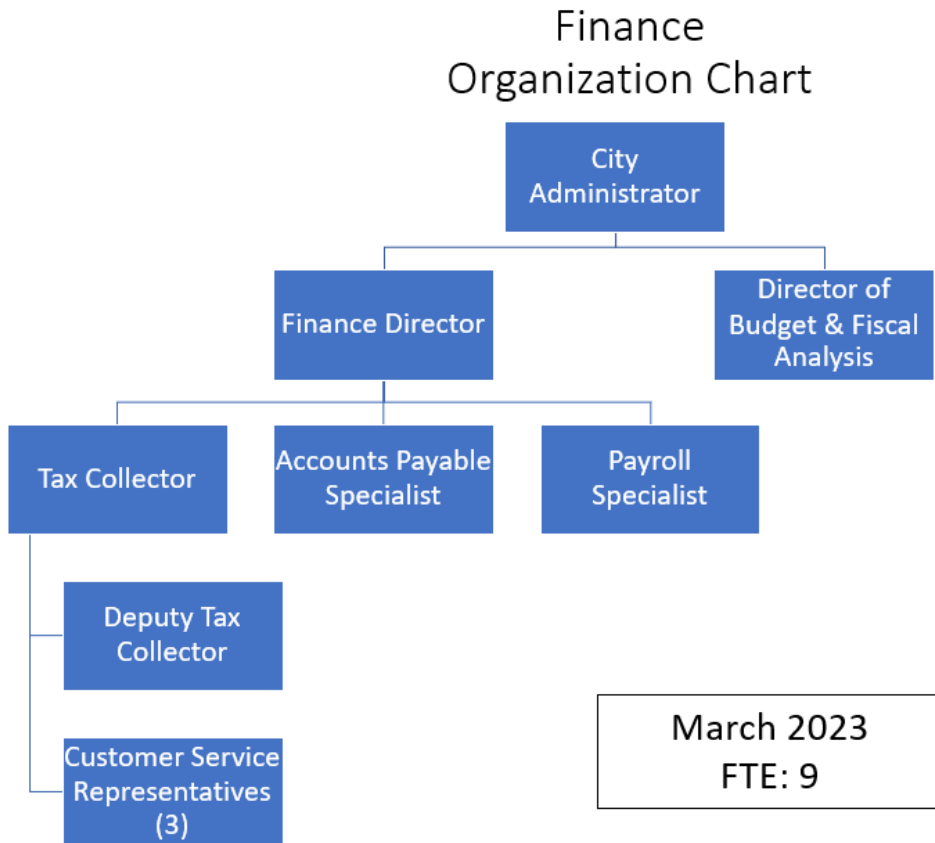 Finance
Organization Chart
City
Administrator
Finance Director
Director of
Budget & Fiscal
Analysis
Tax Collector
Accounts Payable
Specialist
Payroll
Specialist
Deputy Tax
Collector
Customer Service
Representatives
(3)
March 2023
FTE: 9